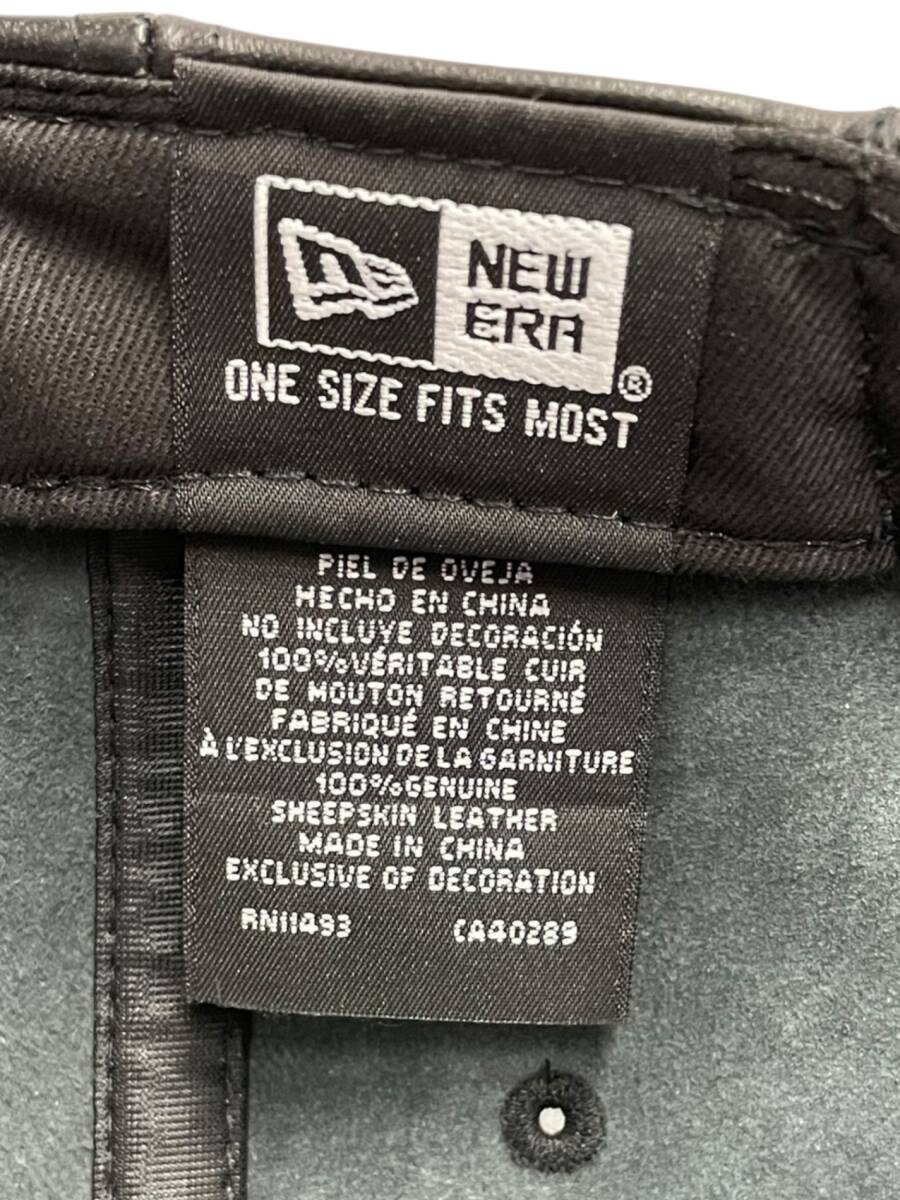 NE
NEW
ERA
®
ONE SIZE FITS MOST
PIEL DE OVEJA
HECHO EN CHINA
NO INCLUYE DECORACIÓN
100%VÉRITABLE CUIR
DE MOUTON RETOURNÉ
FABRIQUÉ EN CHINE
À L'EXCLUSION DE LA GARNITURE
100%GENUINE
SHEEPSKIN LEATHER
MADE IN CHINA
EXCLUSIVE OF DECORATION
RN11493 CA40289